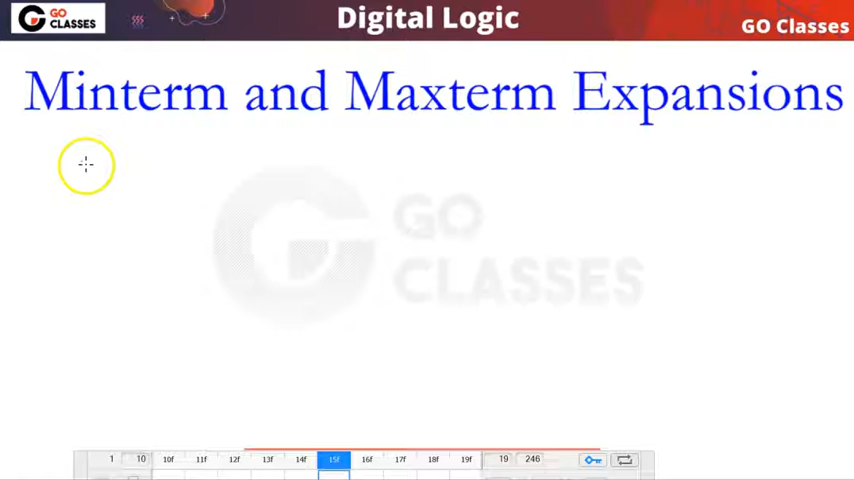 GO
CLASSES
Digital Logic
GO Classes
Minterm and Maxterm Expansions
GO
CLASSES
1 10 10f 11f 12f 13f 14f 15f 16f 17f 18f 19f 19 246